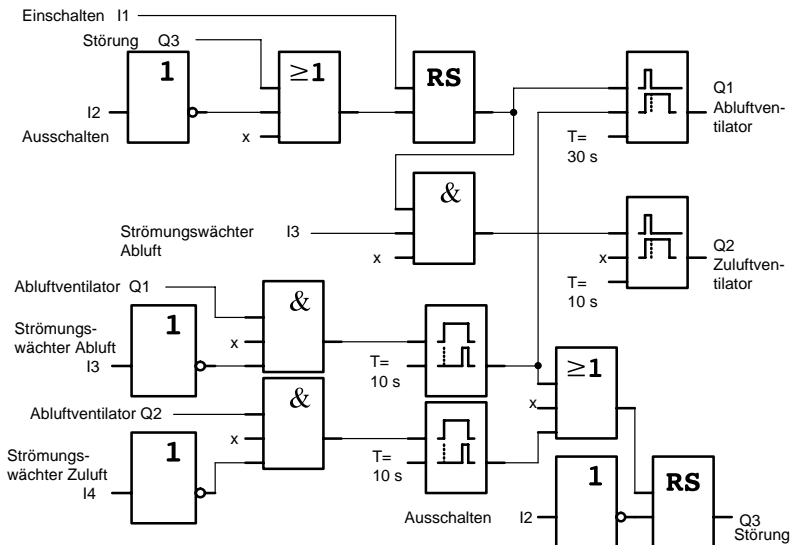 Einschalten I1
Störung Q3
1
≥1
RS
I2
Ausschalten
x
T=
30 s
Q1
Abluftven-
tilator
&
Strömungswächter
Abluft
I3
x
x
T=
10 s
Q2
Zuluftven-
tilator
Abluftventilator Q1
Strömungs-
wächter Abluft
I3
1
x
&
T=
10 s
Abluftventilator Q2
Strömungs-
wächter Zuluft
I4
1
x
&
T=
10 s
≥1
x
Ausschalten
I2
1
RS
Q3
Störung